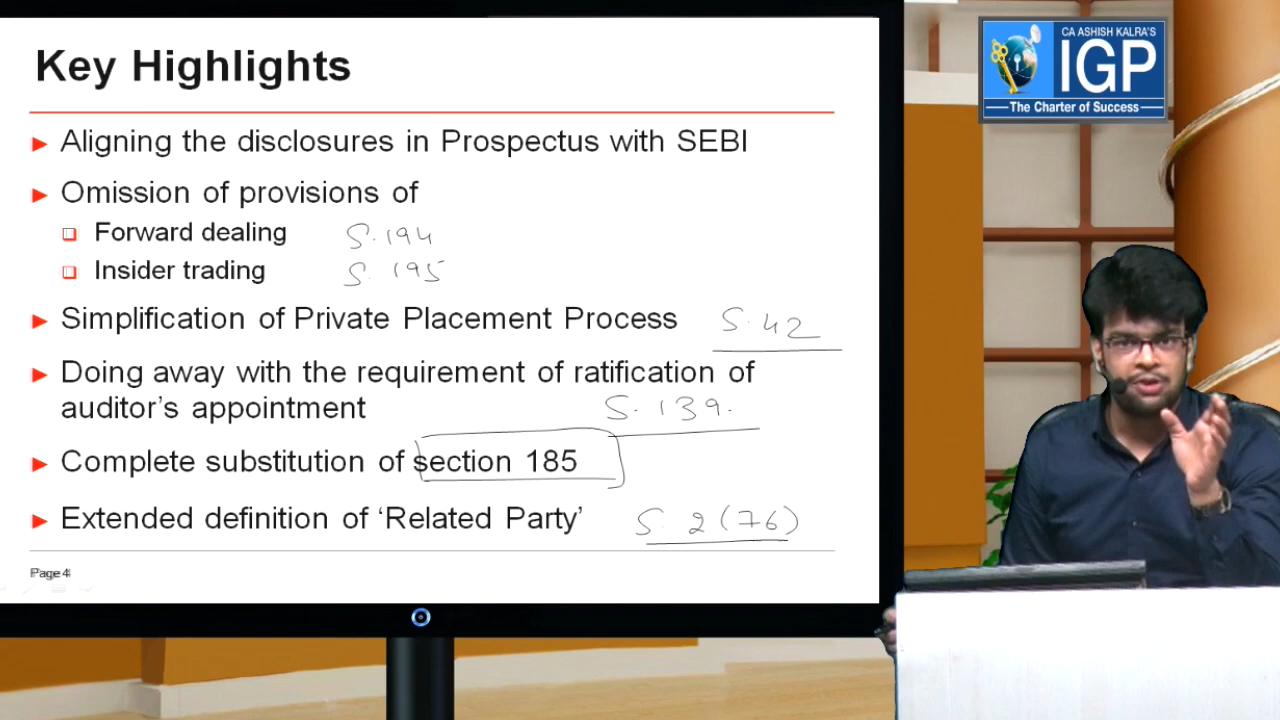 Key Highlights
► Aligning the disclosures in Prospectus with SEBI
► Omission of provisions of
❑ Forward dealing S. 194
❑ Insider trading S. 195
► Simplification of Private Placement Process S. 42
► Doing away with the requirement of ratification of
auditor's appointment S. 139.
► Complete substitution of section 185
► Extended definition of 'Related Party' S. 2(76)
Page 4
CA ASHISH KALRA'S
IGP
The Charter of Success